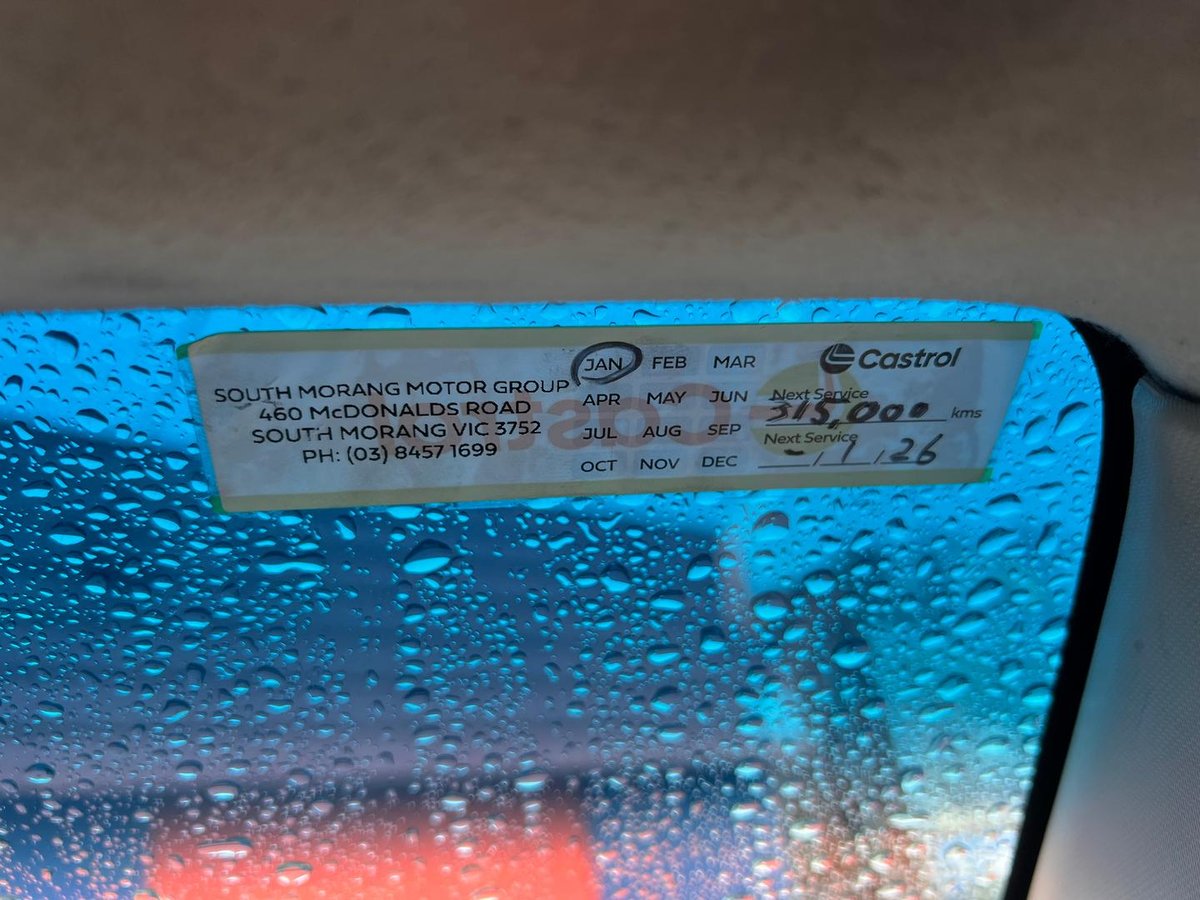 SOUTH MORANG MOTOR GROUP
460 McDONALDS ROAD
SOUTH MORANG VIC 3752
PH: (03) 8457 1699
JAN FEB MAR
APR MAY JUN
JUL AUG SEP
OCT NOV DEC
Castrol
Next Service
315,000 kms
Next Service
- / 1 / 26
Castrol